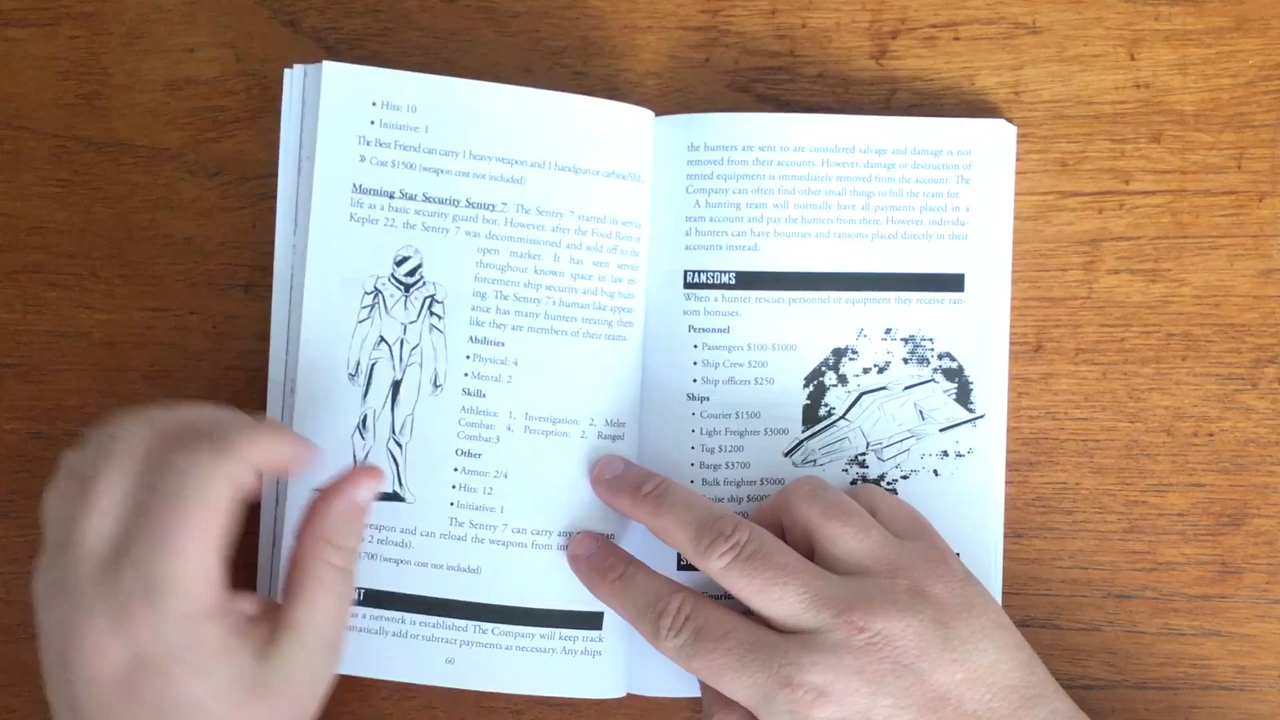 ◆ Hits: 10
◆ Initiative: 1
The Best Friend can carry 1 heavy weapon and 1 handgun or carbine/SMG.
» Cost $1500 (weapon cost not included)
Morning Star Security Sentry 7: The Sentry 7 started its service
life as a basic security guard bot. However, after the Food Riots of
Kepler 22, the Sentry 7 was decommissioned and sold off to the
open market. It has seen service
throughout known space in law en-
forcement ship security and bug hunt-
ing. The Sentry 7's human like appear-
ance has many hunters treating them
like they are members of their teams.
Abilities
◆ Physical: 4
◆ Mental: 2
Skills
Athletics: 1, Investigation: 2, Melee
Combat: 4, Perception: 2, Ranged
Combat:3
Other
◆ Armor: 2/4
◆ Hits: 12
◆ Initiative: 1
The Sentry 7 can carry any
weapon and can reload the weapons from
2 reloads).
700 (weapon cost not included)
as a network is established The Company will keep track
matically add or subtract payments as necessary. Any ships
60
the hunters are sent to are considered salvage and damage is not
removed from their accounts. However, damage or destruction of
rented equipment is immediately removed from the account. The
Company can often find other small things to bill the team for.
A hunting team will normally have all payments placed in a
team account and pay the hunters from there. However, individu-
al hunters can have bounties and ransoms placed directly in their
accounts instead.
RANSOMS
When a hunter rescues personnel or equipment they receive ran-
som bonuses.
Personnel
◆ Passengers $100-$1000
◆ Ship Crew $200
◆ Ship officers $250
Ships
• Courier $1500
• Light Freighter $3000
• Tug $1200
• Barge $3700
• Bulk freighter $5000
ruise ship $600
Couri